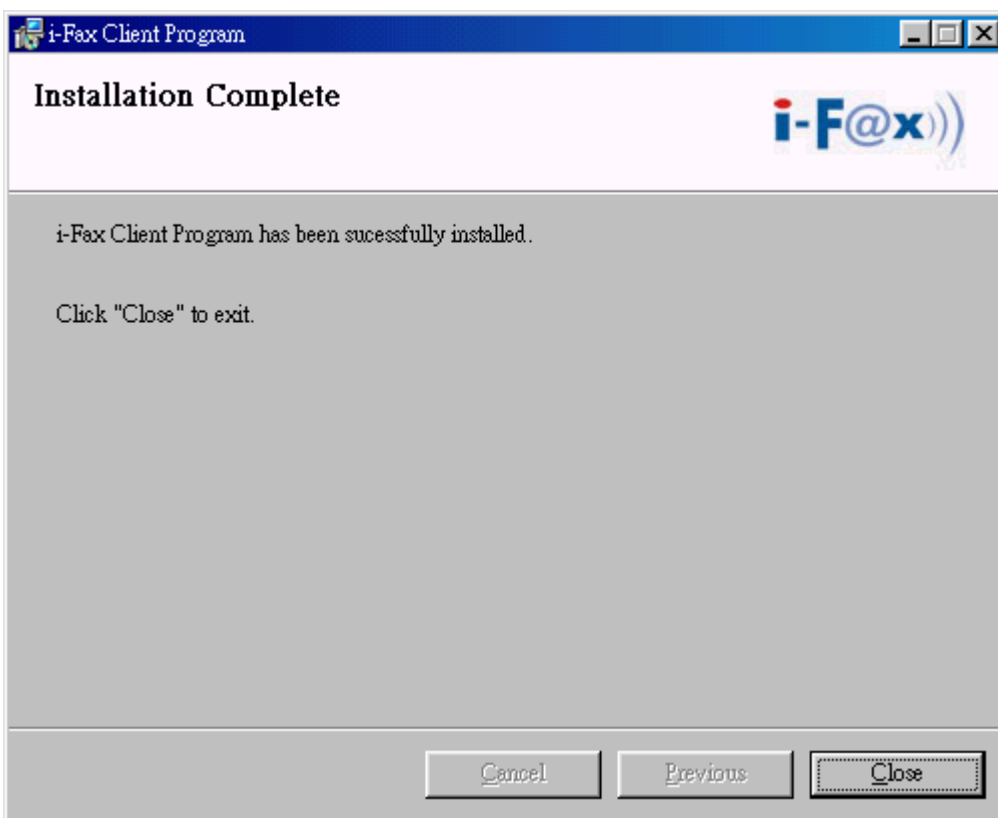 i-Fax Client Program
Installation Complete
i-F@x
i-Fax Client Program has been sucessfully installed.
Click "Close" to exit.
Cancel
Previous
Close